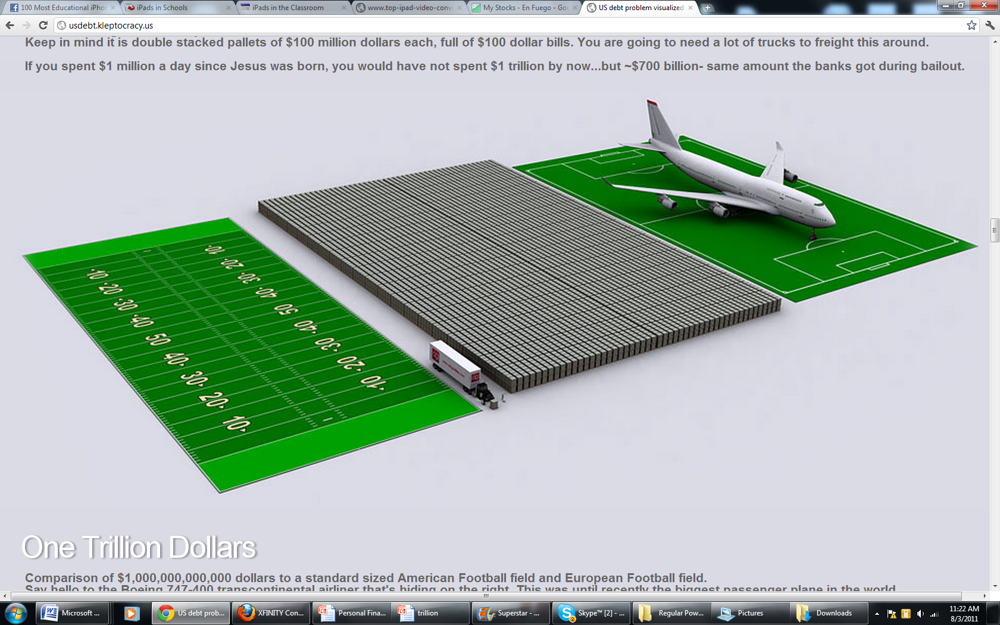 100 Most Educational iPho
iPads in Schools
iPads in the Classroom
www.top-ipad-video-conv
My Stocks - En Fuego - Goo
US debt problem visualized
usdebt.kleptocracy.us
Keep in mind it is double stacked pallets of $100 million dollars each, full of $100 dollar bills. You are going to need a lot of trucks to freight this around.
If you spent $1 million a day since Jesus was born, you would have not spent $1 trillion by now...but ~$700 billion- same amount the banks got during bailout.
10 20 30 40 50 40 30 20 10
10 20 30 40 50 40 30 20 10
One Trillion Dollars
Comparison of $1,000,000,000,000 dollars to a standard sized American Football field and European Football field.
Say hello to the Boeing 747-400 transcontinental airliner that's hiding on the right. This was until recently the biggest passenger plane in the world.
Microsoft ...
US debt prob...
XFINITY Con...
Personal Fina...
trillion
Superstar - ...
Skype™ [2] - ...
Regular Pow...
Pictures
Downloads
11:22 AM
8/3/2011